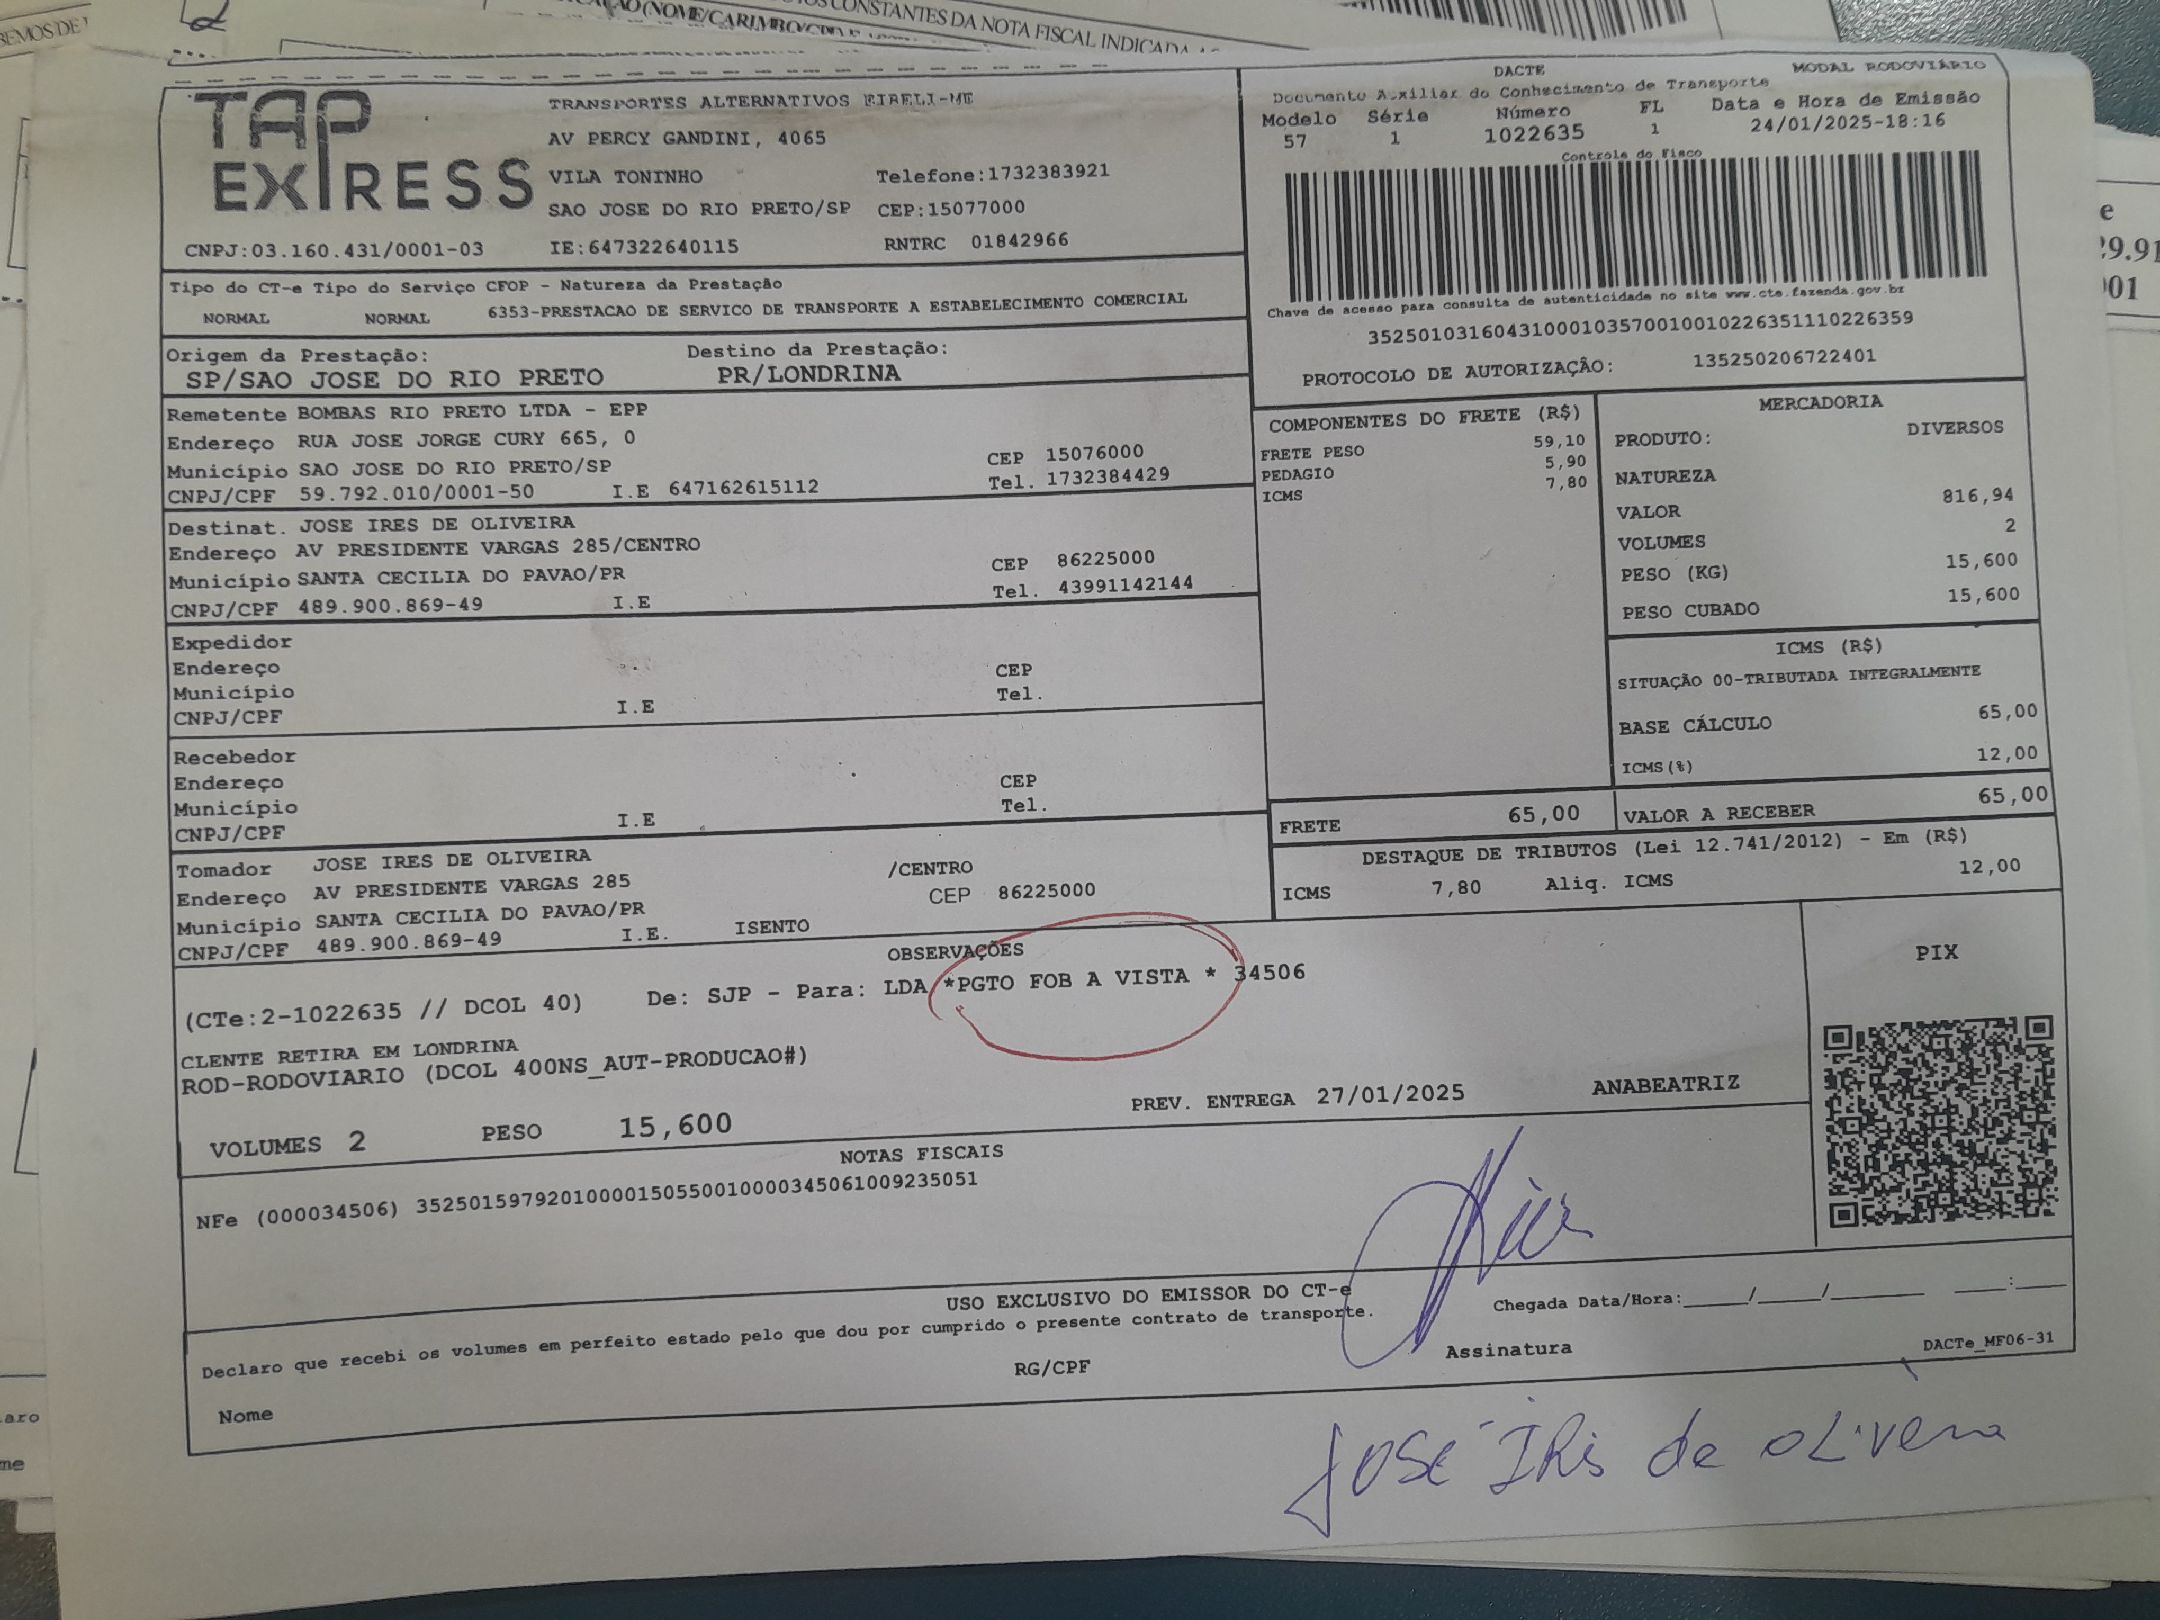 CONSTANTES DA NOTA FISCAL INDICADA
TAP EXPRESS
TRANSPORTES ALTERNATIVOS EIRELI-ME
AV PERCY GANDINI, 4065
VILA TONINHO Telefone:1732383921
SAO JOSE DO RIO PRETO/SP CEP:15077000
CNPJ:03.160.431/0001-03 IE:647322640115 RNTRC 01842966
DACTE MODAL RODOVIÁRIO
Documento Auxiliar do Conhecimento de Transporte
Modelo Série Número FL Data e Hora de Emissão
57 1 1022635 1 24/01/2025-18:16
Controle do Fisco
Chave de acesso para consulta de autenticidade no site www.cte.fazenda.gov.br
35250103160431000103570010010226351110226359
PROTOCOLO DE AUTORIZAÇÃO: 135250206722401
Tipo do CT-e Tipo do Serviço CFOP - Natureza da Prestação
NORMAL NORMAL 6353-PRESTACAO DE SERVICO DE TRANSPORTE A ESTABELECIMENTO COMERCIAL
Origem da Prestação: Destino da Prestação:
SP/SAO JOSE DO RIO PRETO PR/LONDRINA
Remetente BOMBAS RIO PRETO LTDA - EPP
Endereço RUA JOSE JORGE CURY 665, 0
Município SAO JOSE DO RIO PRETO/SP CEP 15076000
CNPJ/CPF 59.792.010/0001-50 I.E 647162615112 Tel. 1732384429
Destinat. JOSE IRES DE OLIVEIRA
Endereço AV PRESIDENTE VARGAS 285/CENTRO
Município SANTA CECILIA DO PAVAO/PR CEP 86225000
CNPJ/CPF 489.900.869-49 I.E Tel. 43991142144
Expedidor
Endereço CEP
Município Tel.
CNPJ/CPF I.E
Recebedor
Endereço CEP
Município Tel.
CNPJ/CPF I.E
Tomador JOSE IRES DE OLIVEIRA
Endereço AV PRESIDENTE VARGAS 285 /CENTRO
Município SANTA CECILIA DO PAVAO/PR CEP 86225000
CNPJ/CPF 489.900.869-49 I.E. ISENTO
COMPONENTES DO FRETE (R$)
FRETE PESO 59,10
PEDAGIO 5,90
ICMS 7,80
MERCADORIA
PRODUTO: DIVERSOS
NATUREZA
VALOR 816,94
VOLUMES 2
PESO (KG) 15,600
PESO CUBADO 15,600
ICMS (R$)
SITUAÇÃO 00-TRIBUTADA INTEGRALMENTE
BASE CÁLCULO 65,00
ICMS(%) 12,00
FRETE 65,00 VALOR A RECEBER 65,00
DESTAQUE DE TRIBUTOS (Lei 12.741/2012) - Em (R$)
ICMS 7,80 Aliq. ICMS 12,00
OBSERVAÇÕES
(CTe:2-1022635 // DCOL 40) De: SJP - Para: LDA *PGTO FOB A VISTA * 34506
CLENTE RETIRA EM LONDRINA
ROD-RODOVIARIO (DCOL 400NS_AUT-PRODUCAO#)
VOLUMES 2 PESO 15,600 PREV. ENTREGA 27/01/2025 ANABEATRIZ
PIX
NOTAS FISCAIS
NFe (000034506) 35250159792010000150550010000345061009235051
USO EXCLUSIVO DO EMISSOR DO CT-e
Declaro que recebi os volumes em perfeito estado pelo que dou por cumprido o presente contrato de transporte.
Chegada Data/Hora:____/____/______ ___:___
Nome RG/CPF Assinatura DACTe_MF06-31
José Iris de Oliveira